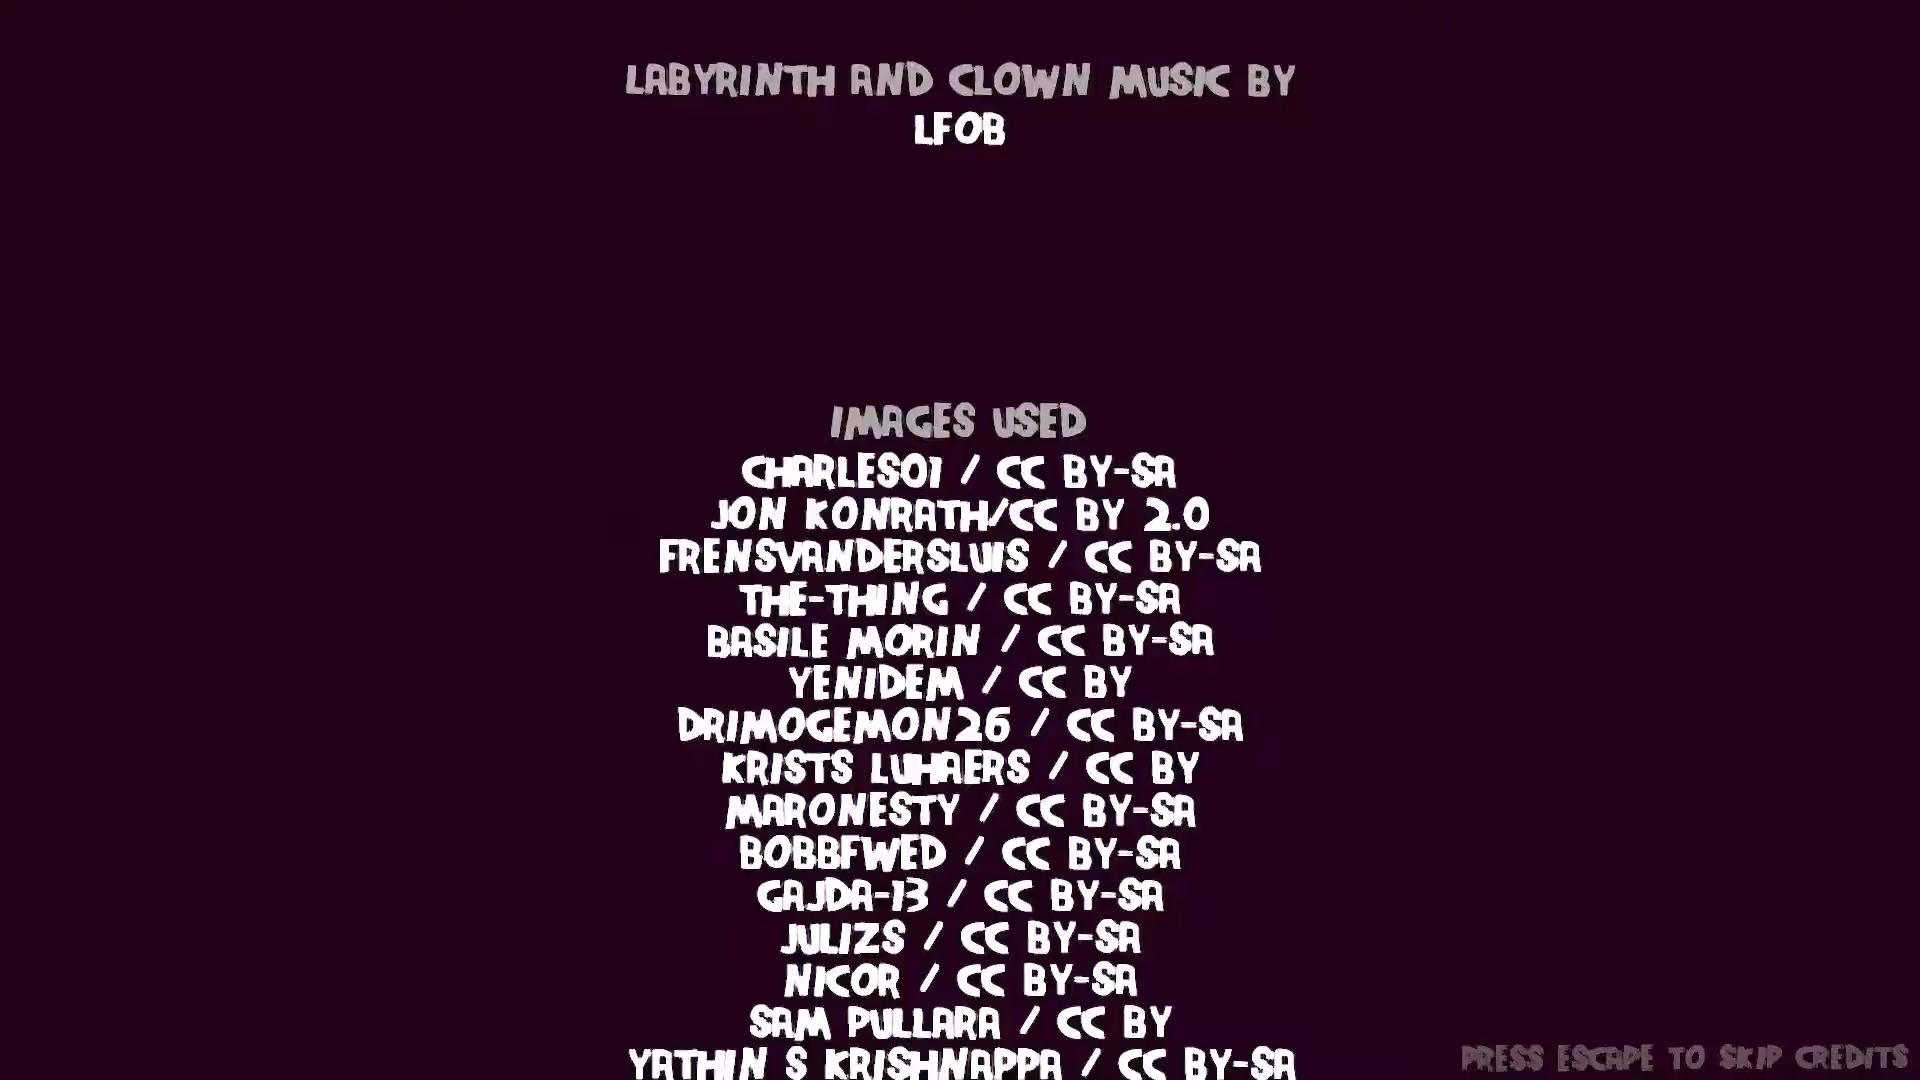 LABYRINTH AND CLOWN MUSIC BY
LFOB
IMAGES USED
CHARLES01 / CC BY-SA
JON KONRATH/CC BY 2.0
FRENSVANDERSLUIS / CC BY-SA
THE-THING / CC BY-SA
BASILE MORIN / CC BY-SA
YENIDEM / CC BY
DRIMOGEMON26 / CC BY-SA
KRISTS LUHAERS / CC BY
MARONESTY / CC BY-SA
BOBBFWED / CC BY-SA
GAJDA-13 / CC BY-SA
JULIZS / CC BY-SA
NICOR / CC BY-SA
SAM PULLARA / CC BY
YATHIN S KRISHNAPPA / CC BY-SA
PRESS ESCAPE TO SKIP CREDITS